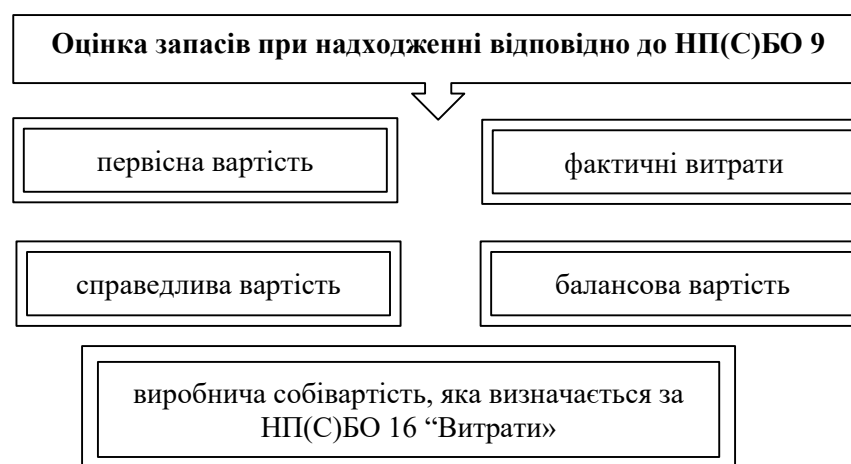 Оцінка запасів при надходженні відповідно до НП(С)БО 9
первісна вартість
фактичні витрати
справедлива вартість
балансова вартість
виробнича собівартість, яка визначається за
НП(С)БО 16 “Витрати»